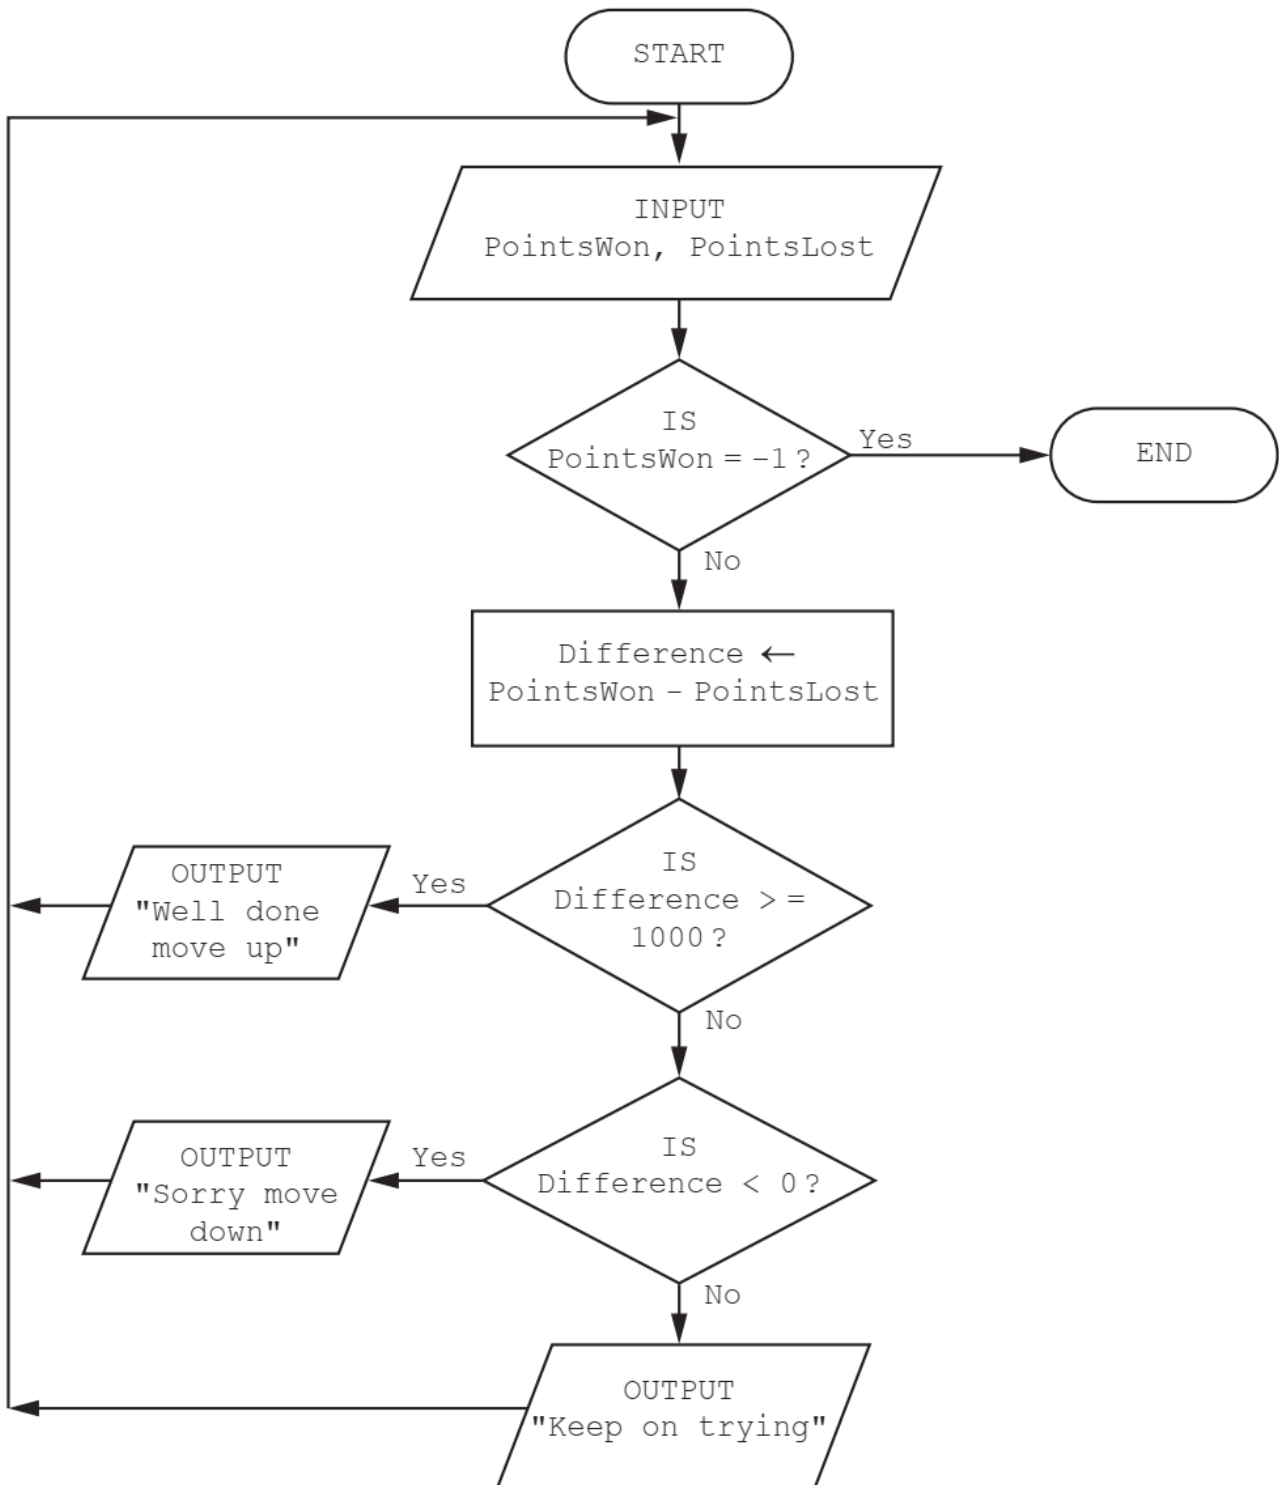 START
INPUT
PointsWon, PointsLost
IS
PointsWon = –1 ?
Yes
END
No
Difference ←
PointsWon – PointsLost
IS
Difference > =
1000 ?
Yes
OUTPUT
"Well done
move up"
No
IS
Difference < 0 ?
Yes
OUTPUT
"Sorry move
down"
No
OUTPUT
"Keep on trying"